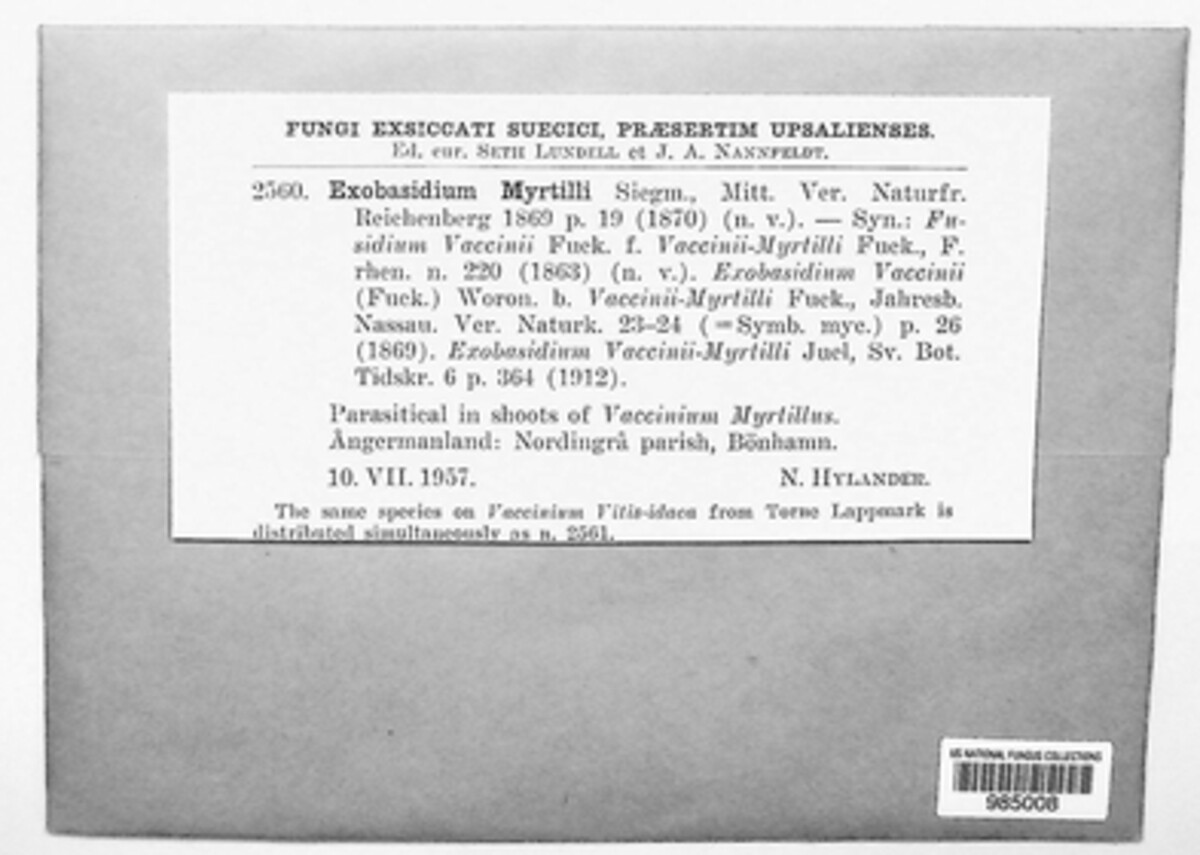 FUNGI EXSICCATI SUECICI, PRÆSERTIM UPSALIENSES.
Ed. cur. SETH LUNDELL et J. A. NANNFELDT.
2560. Exobasidium Myrtilli Siegm., Mitt. Ver. Naturfr.
Reichenberg 1869 p. 19 (1870) (n. v.). — Syn.: Fu-
sidium Vaccinii Fuck. f. Vaccinii-Myrtilli Fuck., F.
rhen. n. 220 (1863) (n. v.). Exobasidium Vaccinii
(Fuck.) Woron. b. Vaccinii-Myrtilli Fuck., Jahresb.
Nassau. Ver. Naturk. 23–24 (=Symb. myc.) p. 26
(1869). Exobasidium Vaccinii-Myrtilli Juel, Sv. Bot.
Tidskr. 6 p. 364 (1912).
Parasitical in shoots of Vaccinium Myrtillus.
Ångermanland: Nordingrå parish, Bönhamn.
10. VII. 1957. N. HYLANDER.
The same species on Vaccinium Vitis-idaea from Torne Lappmark is
distributed simultaneously as n. 2561.
US NATIONAL FUNGUS COLLECTIONS
985008